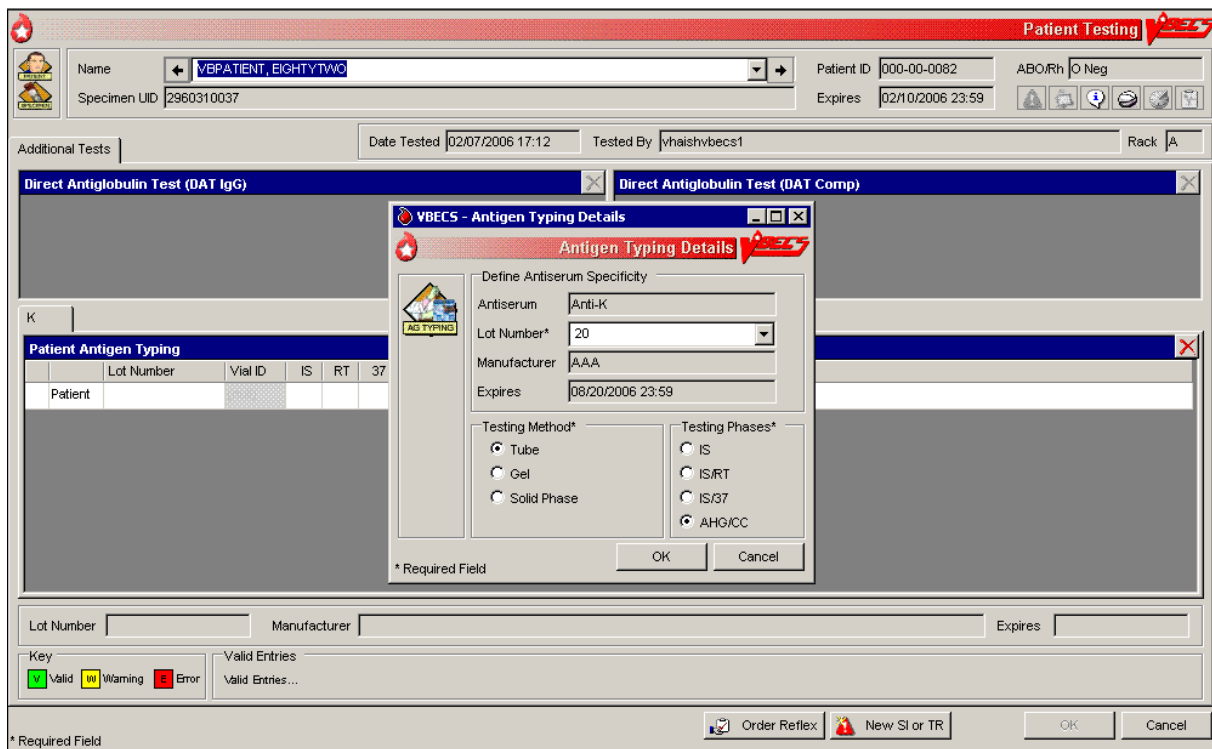 Patient Testing VBECS
PATIENT
Name VBPATIENT, EIGHTYTWO Patient ID 000-00-0082 ABO/Rh O Neg
SPECIMEN
Specimen UID 2960310037 Expires 02/10/2006 23:59
Additional Tests Date Tested 02/07/2006 17:12 Tested By vhaishvbecs1 Rack A
Direct Antiglobulin Test (DAT IgG) Direct Antiglobulin Test (DAT Comp)
VBECS - Antigen Typing Details
Antigen Typing Details VBECS
AG TYPING
Define Antiserum Specificity
Antiserum Anti-K
Lot Number* 20
Manufacturer AAA
Expires 08/20/2006 23:59
Testing Method*
Tube
Gel
Solid Phase
Testing Phases*
IS
IS/RT
IS/37
AHG/CC
* Required Field OK Cancel
K
Patient Antigen Typing
Lot Number Vial ID IS RT 37
Patient
Lot Number Manufacturer Expires
Key
V Valid W Warning E Error
Valid Entries
Valid Entries...
Order Reflex New SI or TR OK Cancel
* Required Field